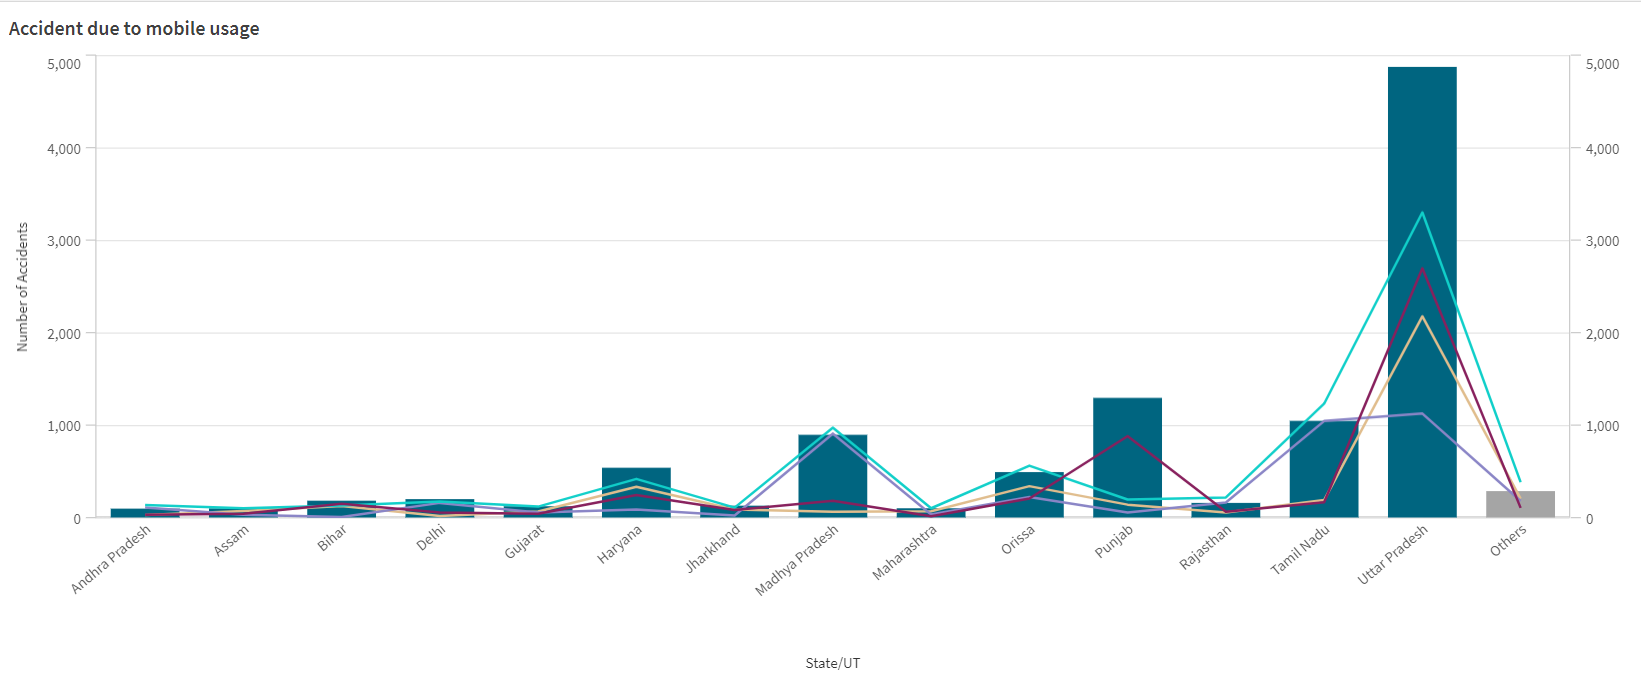 Accident due to mobile usage
Number of Accidents
5,000
4,000
3,000
2,000
1,000
0
5,000
4,000
3,000
2,000
1,000
0
Andhra Pradesh
Assam
Bihar
Delhi
Gujarat
Haryana
Jharkhand
Madhya Pradesh
Maharashtra
Orissa
Punjab
Rajasthan
Tamil Nadu
Uttar Pradesh
Others
State/UT